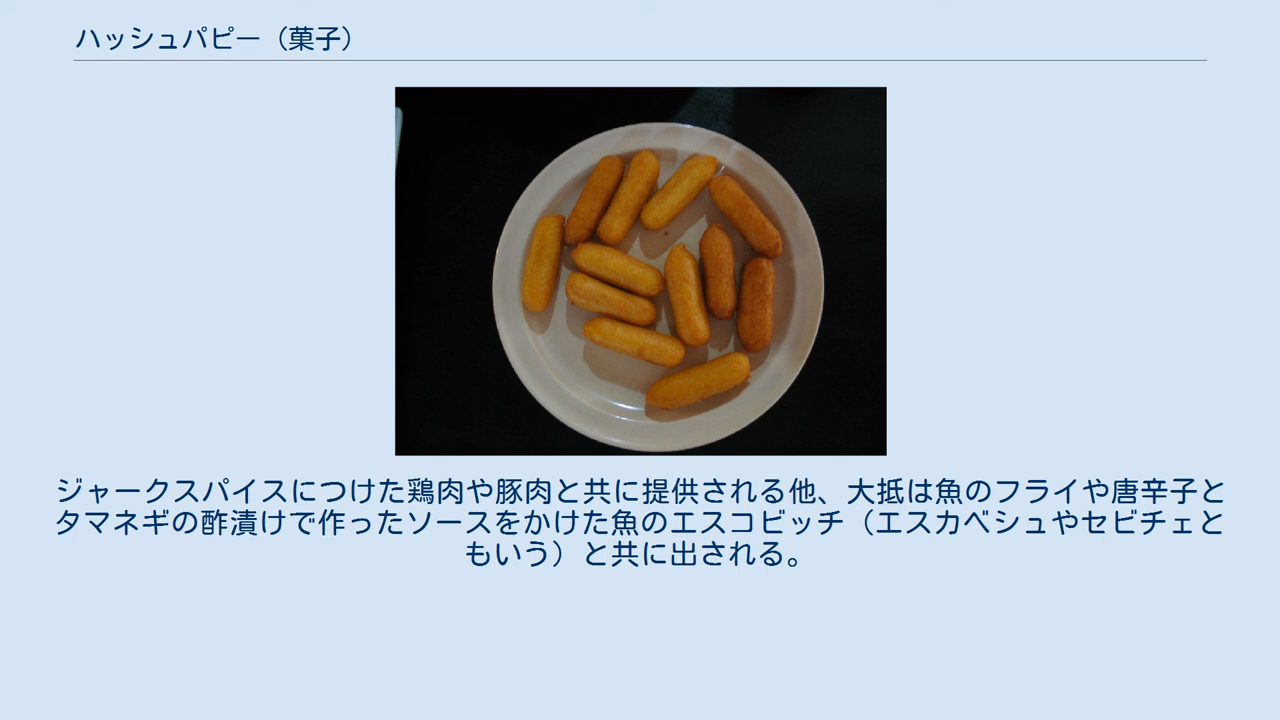 ハッシュパピー（菓子）
ジャークスパイスにつけた鶏肉や豚肉と共に提供される他、大抵は魚のフライや唐辛子と
タマネギの酢漬けで作ったソースをかけた魚のエスコビッチ（エスカベシュやセビチェと
もいう）と共に出される。